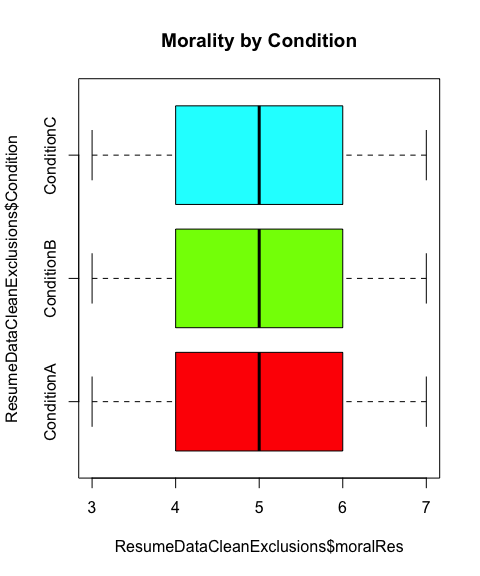 Morality by Condition
ResumeDataCleanExclusions$Condition
ConditionC
ConditionB
ConditionA
3 4 5 6 7
ResumeDataCleanExclusions$moralRes